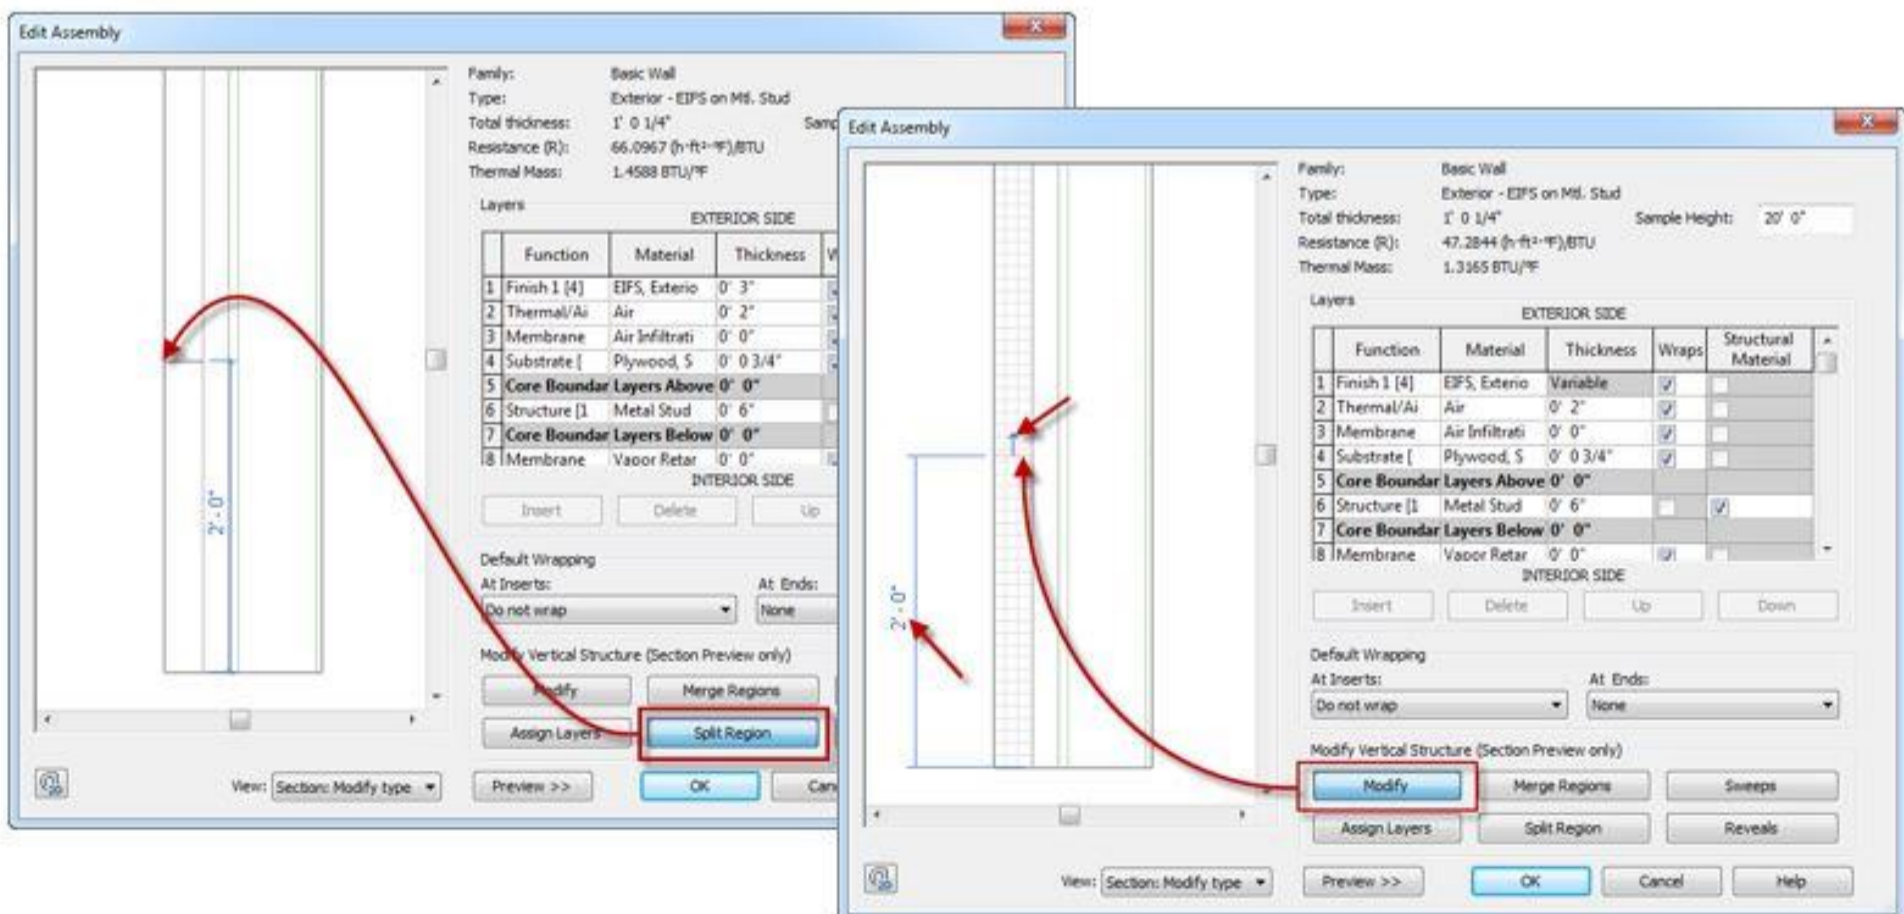 Edit Assembly
Family: Basic Wall
Type: Exterior - EIFS on Mtl. Stud
Total thickness: 1' 0 1/4" Samp
Resistance (R): 66.0967 (h·ft²·ºF)/BTU
Thermal Mass: 1.4588 BTU/ºF
Layers
EXTERIOR SIDE
Function Material Thickness W
1 Finish 1 [4] EIFS, Exterio 0' 3"
2 Thermal/Ai Air 0' 2"
3 Membrane Air Infiltrati 0' 0"
4 Substrate [ Plywood, S 0' 0 3/4"
5 Core Boundar Layers Above 0' 0"
6 Structure [1 Metal Stud 0' 6"
7 Core Boundar Layers Below 0' 0"
8 Membrane Vapor Retar 0' 0"
INTERIOR SIDE
Insert Delete Up
2' - 0"
Default Wrapping
At Inserts: At Ends:
Do not wrap None
Modify Vertical Structure (Section Preview only)
Modify Merge Regions
Assign Layers Split Region
View: Section: Modify type Preview >> OK Can
Edit Assembly
Family: Basic Wall
Type: Exterior - EIFS on Mtl. Stud
Total thickness: 1' 0 1/4" Sample Height: 20' 0"
Resistance (R): 47.2844 (h·ft²·ºF)/BTU
Thermal Mass: 1.3165 BTU/ºF
Layers
EXTERIOR SIDE
Function Material Thickness Wraps Structural Material
1 Finish 1 [4] EIFS, Exterio Variable
2 Thermal/Ai Air 0' 2"
3 Membrane Air Infiltrati 0' 0"
4 Substrate [ Plywood, S 0' 0 3/4"
5 Core Boundar Layers Above 0' 0"
6 Structure [1 Metal Stud 0' 6"
7 Core Boundar Layers Below 0' 0"
8 Membrane Vapor Retar 0' 0"
INTERIOR SIDE
Insert Delete Up Down
2' - 0"
Default Wrapping
At Inserts: At Ends:
Do not wrap None
Modify Vertical Structure (Section Preview only)
Modify Merge Regions Sweeps
Assign Layers Split Region Reveals
View: Section: Modify type Preview >> OK Cancel Help